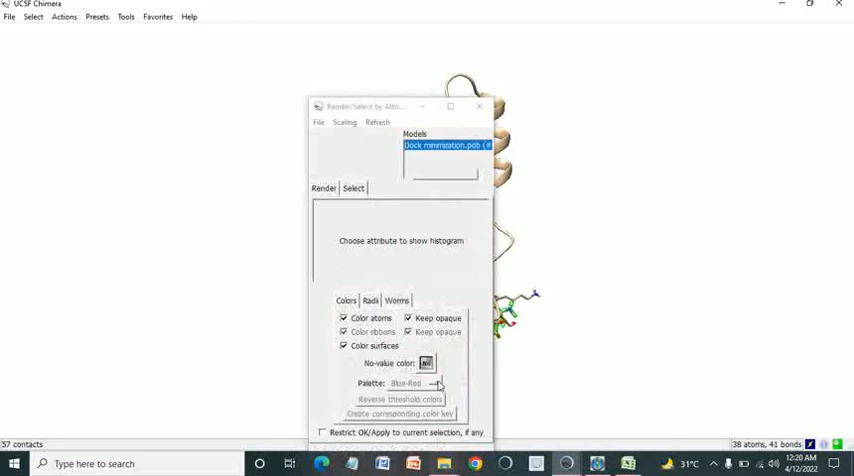 UCSF Chimera
File Select Actions Presets Tools Favorites Help
Render/Select by Attri...
File Scaling Refresh
Models
Dock minimization.pdb (#
Render Select
Choose attribute to show histogram
Colors Radii Worms
Color atoms Keep opaque
Color ribbons Keep opaque
Color surfaces
No-value color:
Palette: Blue-Red
Reverse threshold colors
Create corresponding color key
Restrict OK/Apply to current selection, if any
57 contacts 38 atoms, 41 bonds
Type here to search 31°C 12:20 AM
4/12/2022